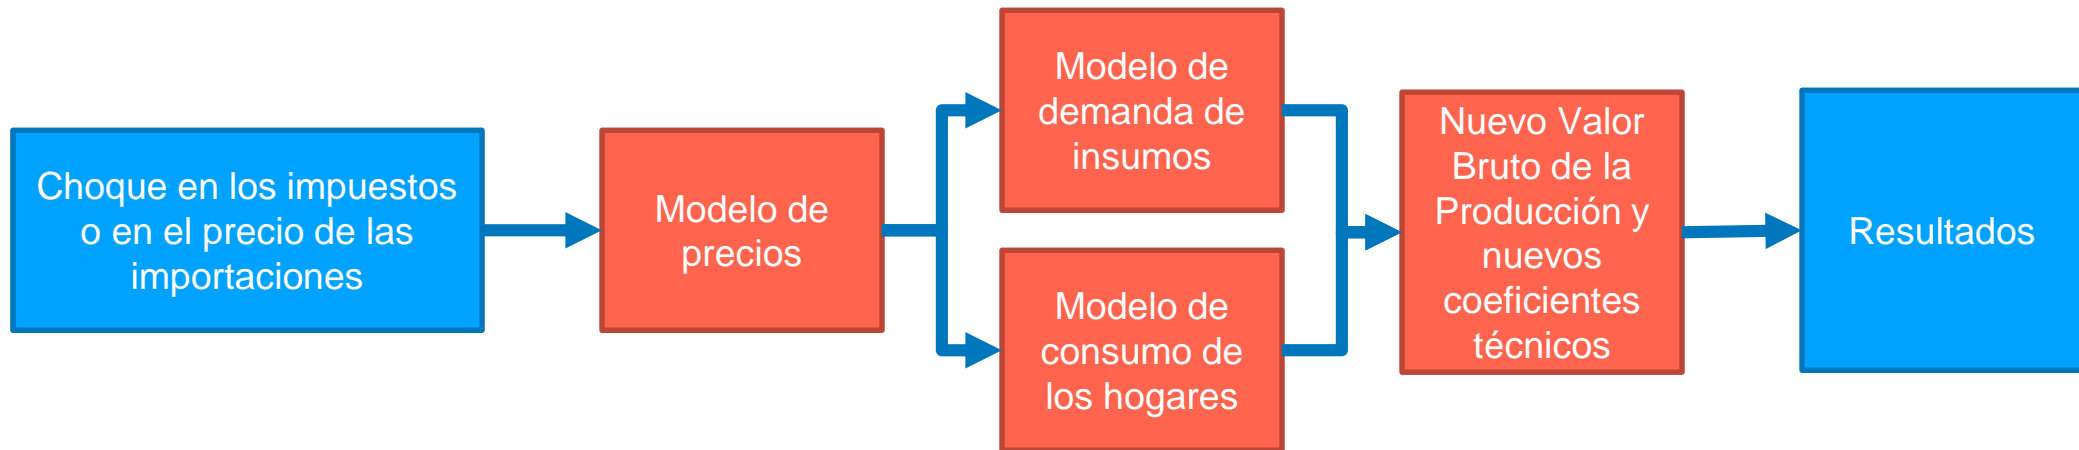 Choque en los impuestos
o en el precio de las
importaciones
Modelo de
precios
Modelo de
demanda de
insumos
Modelo de
consumo de
los hogares
Nuevo Valor
Bruto de la
Producción y
nuevos
coeficientes
técnicos
Resultados